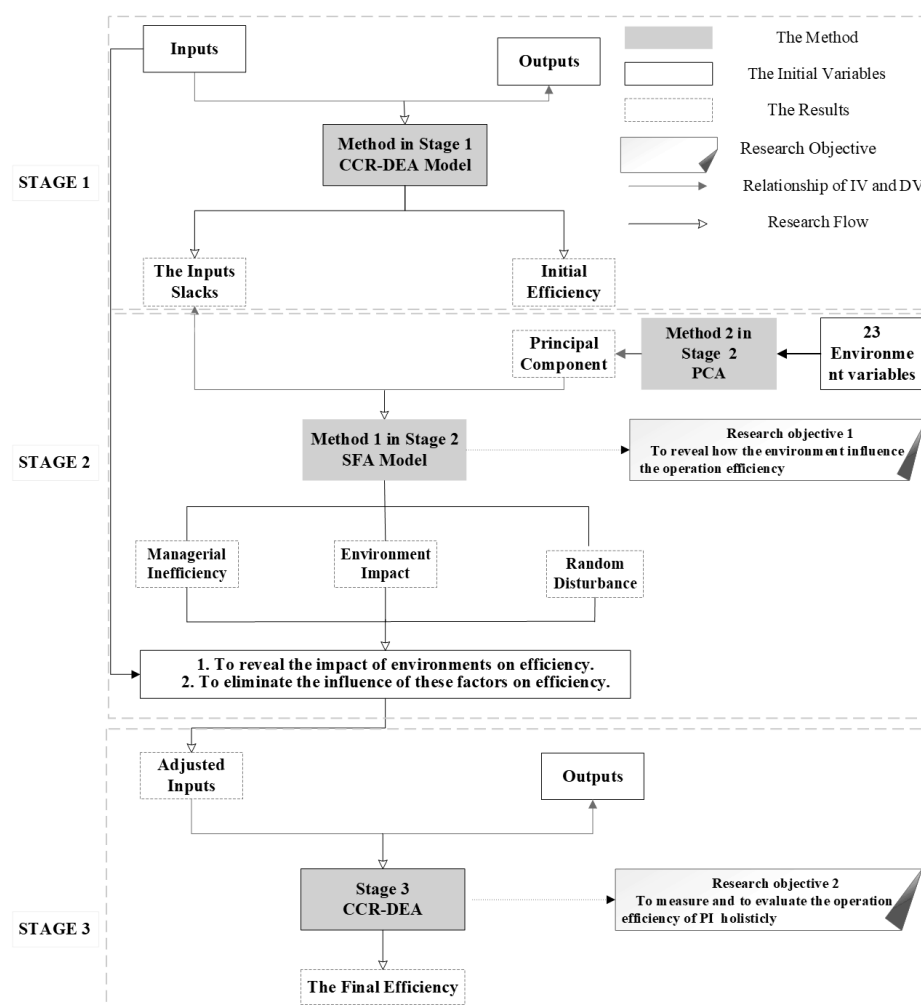 Inputs
Outputs
The Method
The Initial Variables
The Results
Research Objective
Relationship of IV and DV
Research Flow
STAGE 1
Method in Stage 1
CCR-DEA Model
The Inputs
Slacks
Initial
Efficiency
STAGE 2
Principal
Component
Method 2 in
Stage 2
PCA
23
Environme
nt variables
Method 1 in Stage 2
SFA Model
Research objective 1
To reveal how the environment influence
the operation efficiency
Managerial
Inefficiency
Environment
Impact
Random
Disturbance
1. To reveal the impact of environments on efficiency.
2. To eliminate the influence of these factors on efficiency.
STAGE 3
Adjusted
Inputs
Outputs
Stage 3
CCR-DEA
Research objective 2
To measure and to evaluate the operation
efficiency of PI holisticly
The Final Efficiency